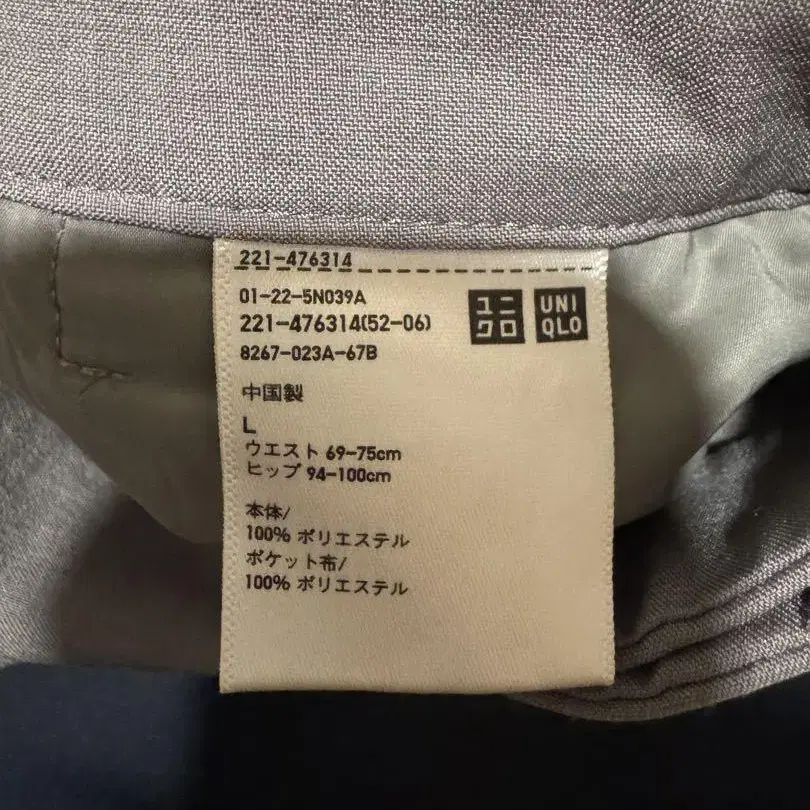 221-476314
01-22-5N039A
221-476314(52-06)
8267-023A-67B
ユニ
クロ
UNI
QLO
中国製
L
ウエスト 69-75cm
ヒップ 94-100cm
本体/
100% ポリエステル
ポケット布/
100% ポリエステル